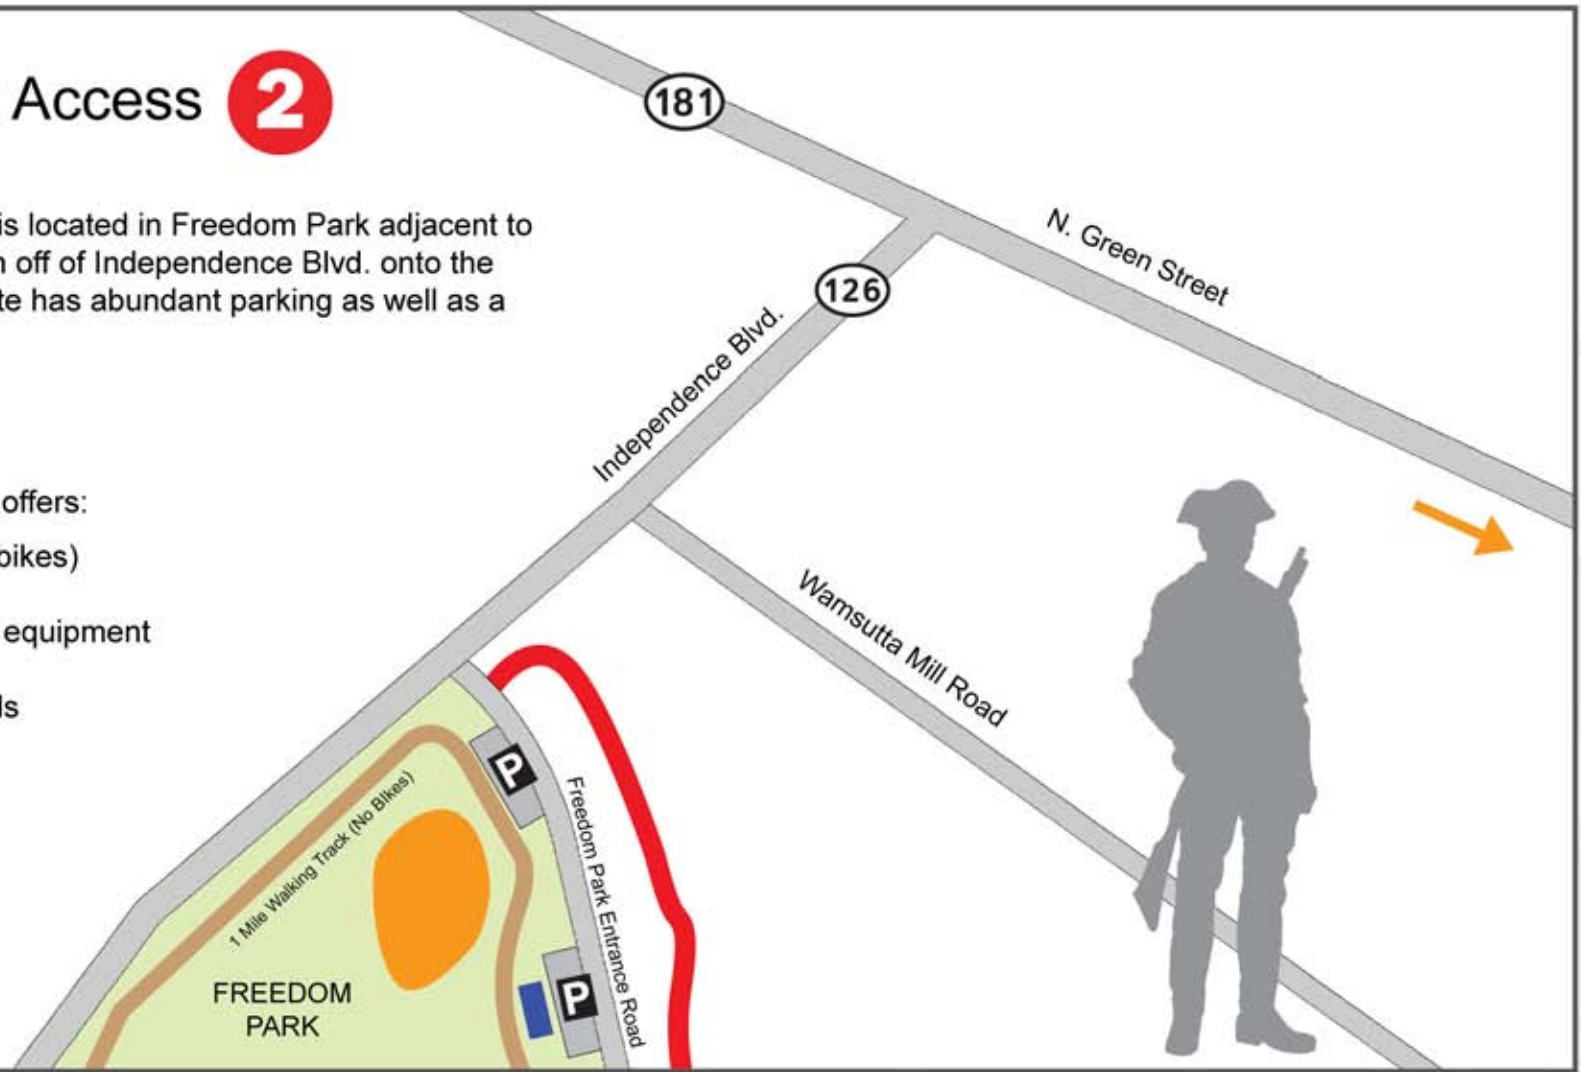 Access 2
181
is located in Freedom Park adjacent to
off of Independence Blvd. onto the
has abundant parking as well as a
N. Green Street
126
Independence Blvd.
offers:
bikes)
equipment
Wamsutta Mill Road
P
1 Mile Walking Track (No BIkes)
Freedom Park Entrance Road
FREEDOM
PARK
P